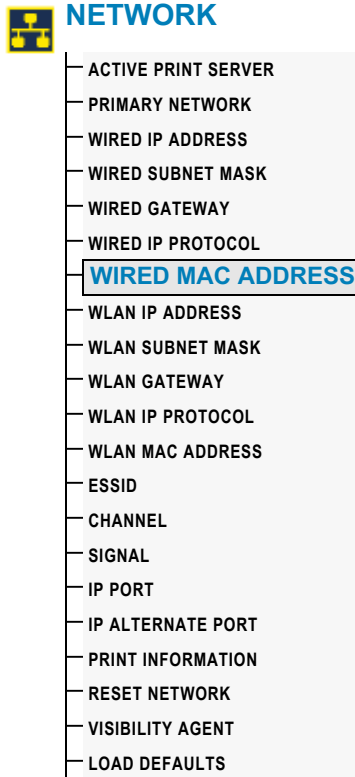 NETWORK
ACTIVE PRINT SERVER
PRIMARY NETWORK
WIRED IP ADDRESS
WIRED SUBNET MASK
WIRED GATEWAY
WIRED IP PROTOCOL
WIRED MAC ADDRESS
WLAN IP ADDRESS
WLAN SUBNET MASK
WLAN GATEWAY
WLAN IP PROTOCOL
WLAN MAC ADDRESS
ESSID
CHANNEL
SIGNAL
IP PORT
IP ALTERNATE PORT
PRINT INFORMATION
RESET NETWORK
VISIBILITY AGENT
LOAD DEFAULTS